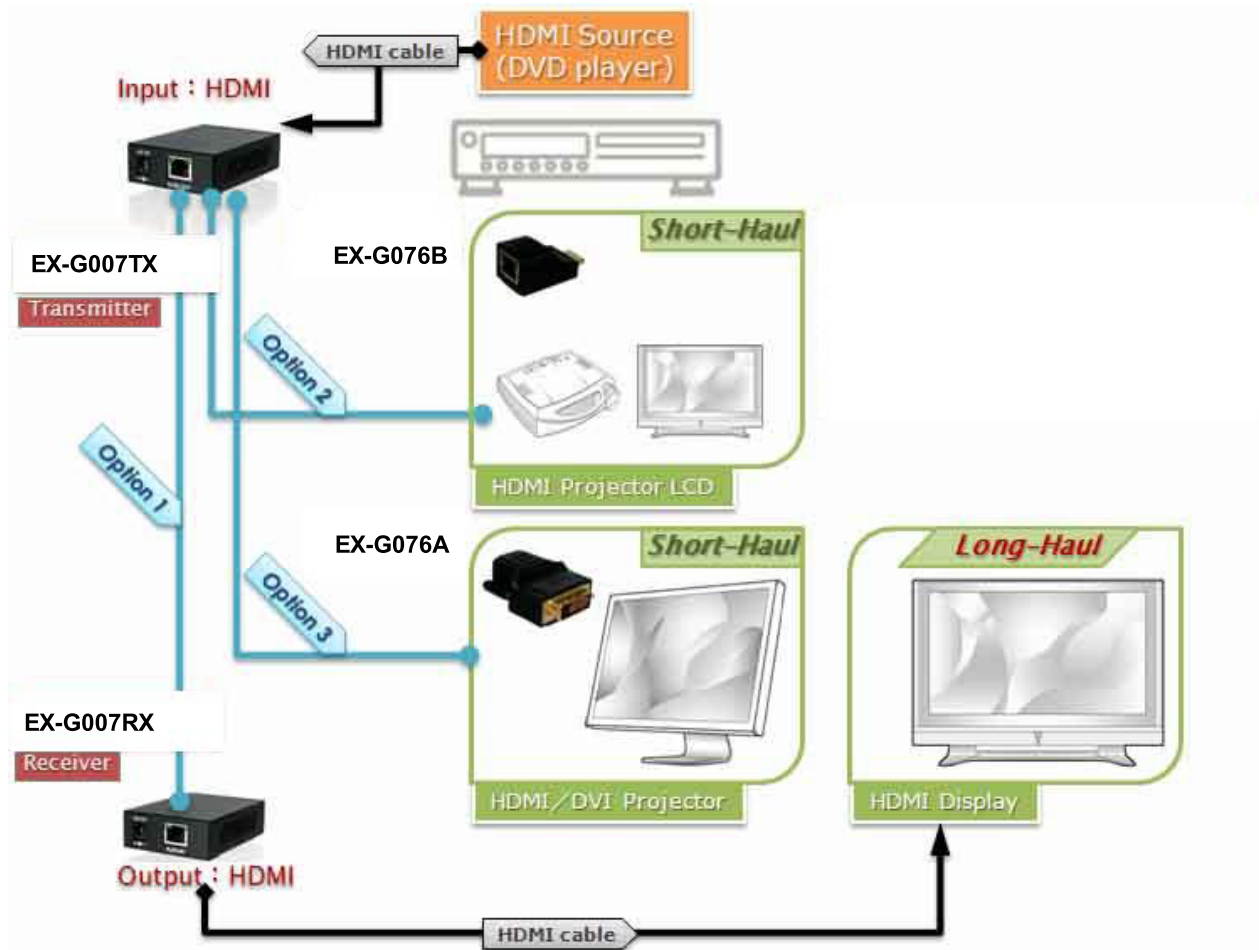 HDMI Source
(DVD player)
HDMI cable
Input : HDMI
EX-G007TX
Transmitter
EX-G076B
Short-Haul
Option 2
HDMI Projector LCD
Option 1
EX-G076A
Short-Haul
Option 3
HDMI/DVI Projector
Long-Haul
HDMI Display
EX-G007RX
Receiver
Output : HDMI
HDMI cable